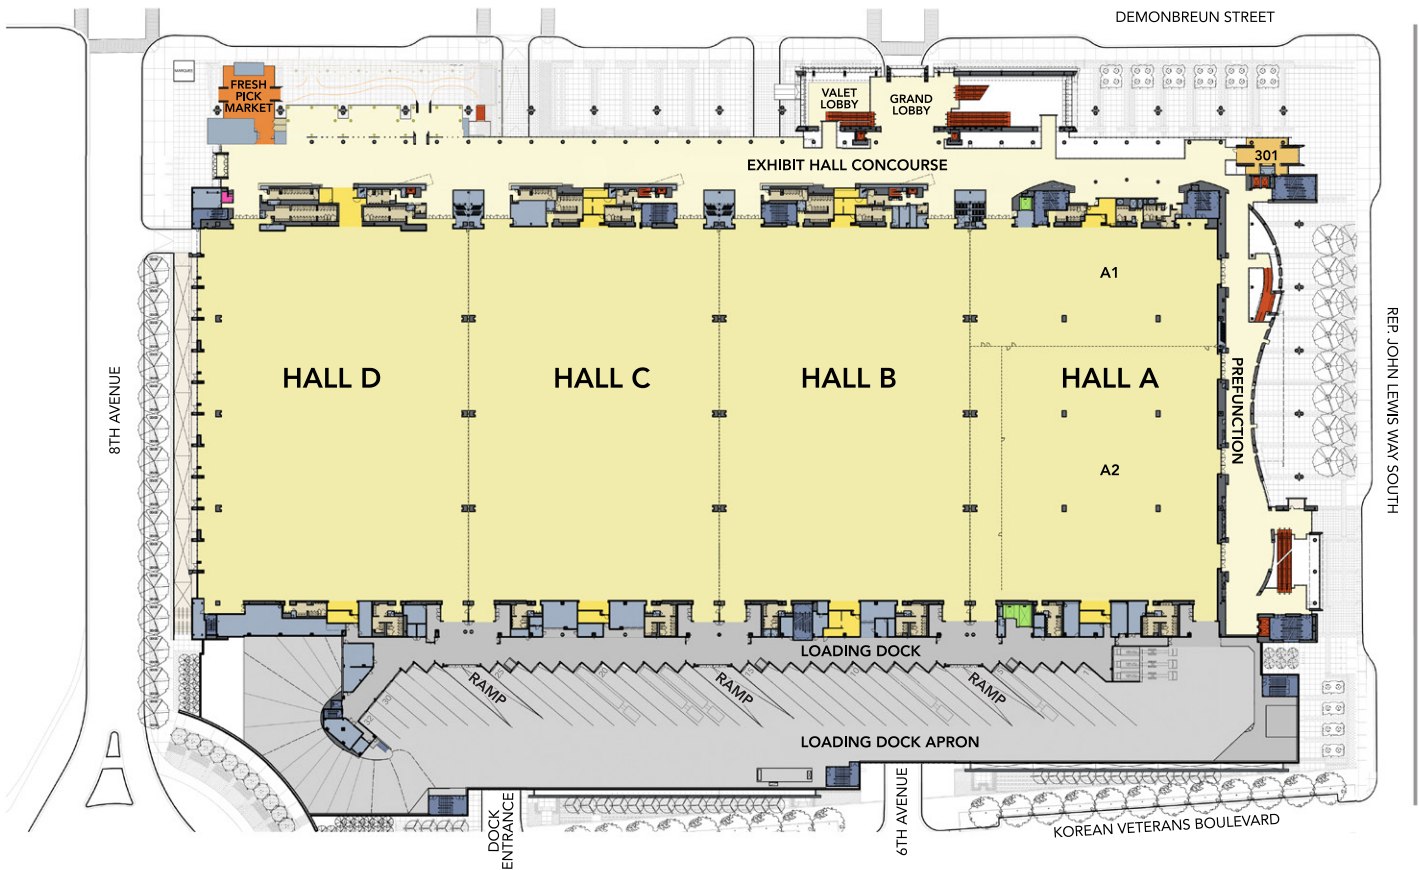 DEMONBREUN STREET
MARQUEE
FRESH
PICK
MARKET
VALET
LOBBY
GRAND
LOBBY
301
EXHIBIT HALL CONCOURSE
A1
HALL D
HALL C
HALL B
HALL A
A2
PREFUNCTION
8TH AVENUE
REP. JOHN LEWIS WAY SOUTH
LOADING DOCK
RAMP
RAMP
RAMP
LOADING DOCK APRON
DOCK
ENTRANCE
6TH AVENUE
KOREAN VETERANS BOULEVARD